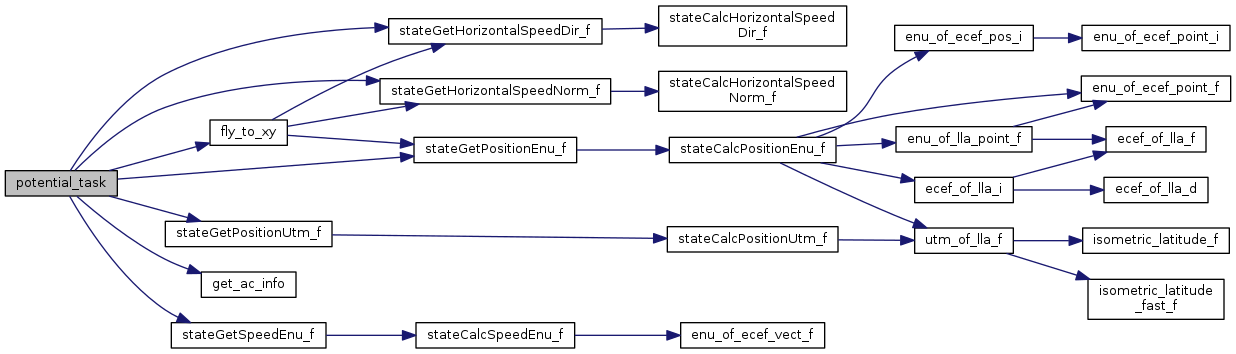 potential_task
stateGetHorizontalSpeedDir_f
stateGetHorizontalSpeedNorm_f
fly_to_xy
stateGetPositionEnu_f
stateGetPositionUtm_f
get_ac_info
stateGetSpeedEnu_f
stateCalcHorizontalSpeed
Dir_f
stateCalcHorizontalSpeed
Norm_f
stateCalcPositionEnu_f
stateCalcPositionUtm_f
stateCalcSpeedEnu_f
enu_of_ecef_vect_f
enu_of_ecef_pos_i
enu_of_lla_point_f
ecef_of_lla_i
utm_of_lla_f
enu_of_ecef_point_i
enu_of_ecef_point_f
ecef_of_lla_f
ecef_of_lla_d
isometric_latitude_f
isometric_latitude
_fast_f